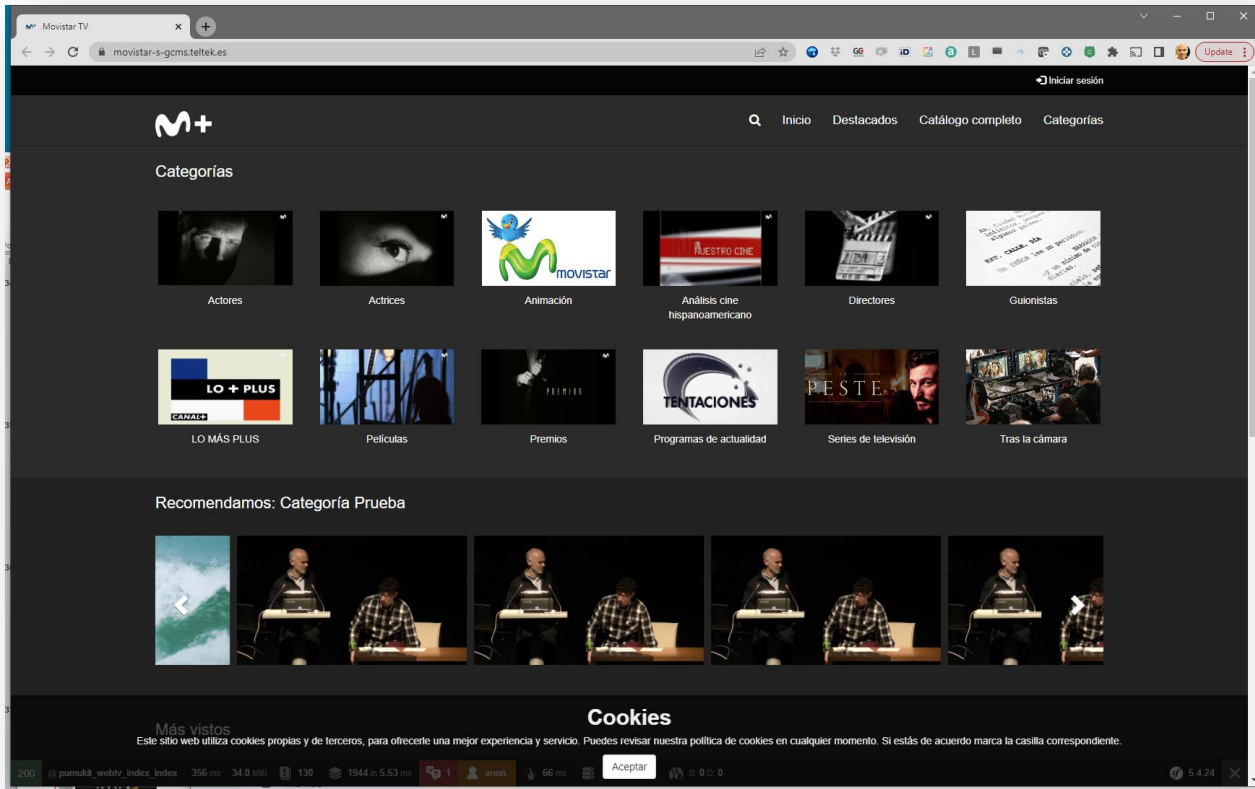 Movistar TV
movistar-s-gcms.teltek.es
Update
Iniciar sesión
M+
Inicio Destacados Catálogo completo Categorías
Categorías
movistar
NUESTRO CINE
EXT. CALLE. DÍA
Actores
Actrices
Animación
Análisis cine
hispanoamericano
Directores
Guionistas
LO + PLUS
CANAL+
PREMIOS
TENTACIONES
PESTE
LO MÁS PLUS
Películas
Premios
Programas de actualidad
Series de televisión
Tras la cámara
Recomendamos: Categoría Prueba
Más vistos
Cookies
Este sitio web utiliza cookies propias y de terceros, para ofrecerle una mejor experiencia y servicio. Puedes revisar nuestra política de cookies en cualquier momento. Si estás de acuerdo marca la casilla correspondiente.
Aceptar
200 @ pumukit_webtv_index_index 356 ms 34.0 MiB 130 1944 in 5.53 ms 1 anon. 66 ms S: 0 D: 0 5.4.24